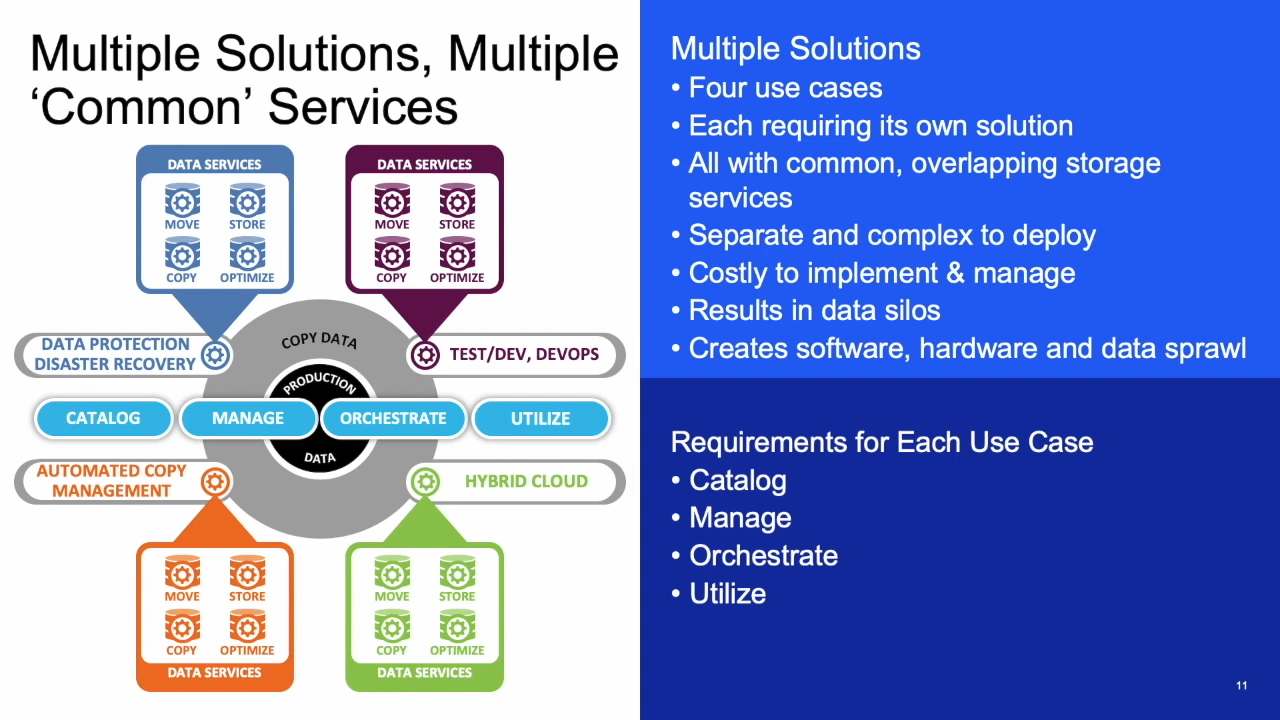 Multiple Solutions, Multiple
‘Common’ Services
DATA SERVICES
MOVE STORE
COPY OPTIMIZE
DATA SERVICES
MOVE STORE
COPY OPTIMIZE
DATA PROTECTION
DISASTER RECOVERY
COPY DATA
TEST/DEV, DEVOPS
PRODUCTION
CATALOG
MANAGE
ORCHESTRATE
UTILIZE
DATA
AUTOMATED COPY
MANAGEMENT
HYBRID CLOUD
MOVE STORE
COPY OPTIMIZE
DATA SERVICES
MOVE STORE
COPY OPTIMIZE
DATA SERVICES
Multiple Solutions
• Four use cases
• Each requiring its own solution
• All with common, overlapping storage
services
• Separate and complex to deploy
• Costly to implement & manage
• Results in data silos
• Creates software, hardware and data sprawl
Requirements for Each Use Case
• Catalog
• Manage
• Orchestrate
• Utilize
11